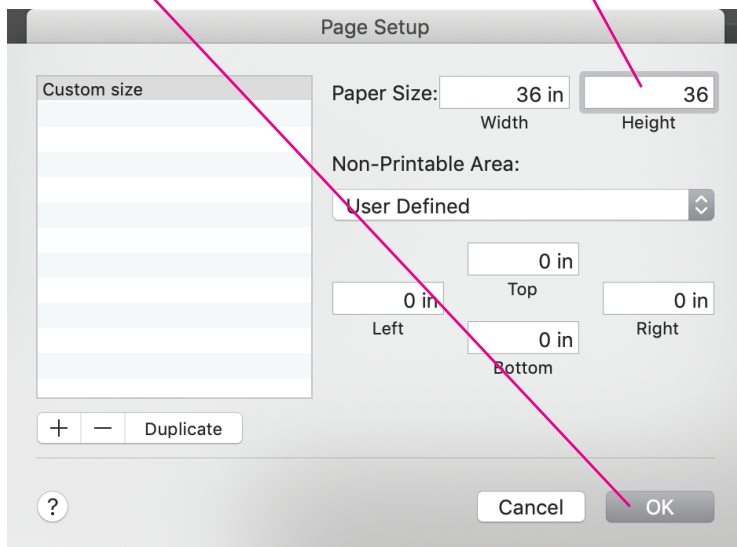 Page Setup
Custom size
Paper Size: 36 in 36
Width Height
Non-Printable Area:
User Defined
0 in
Top
0 in 0 in
Left Right
0 in
Bottom
+ − Duplicate
? Cancel OK